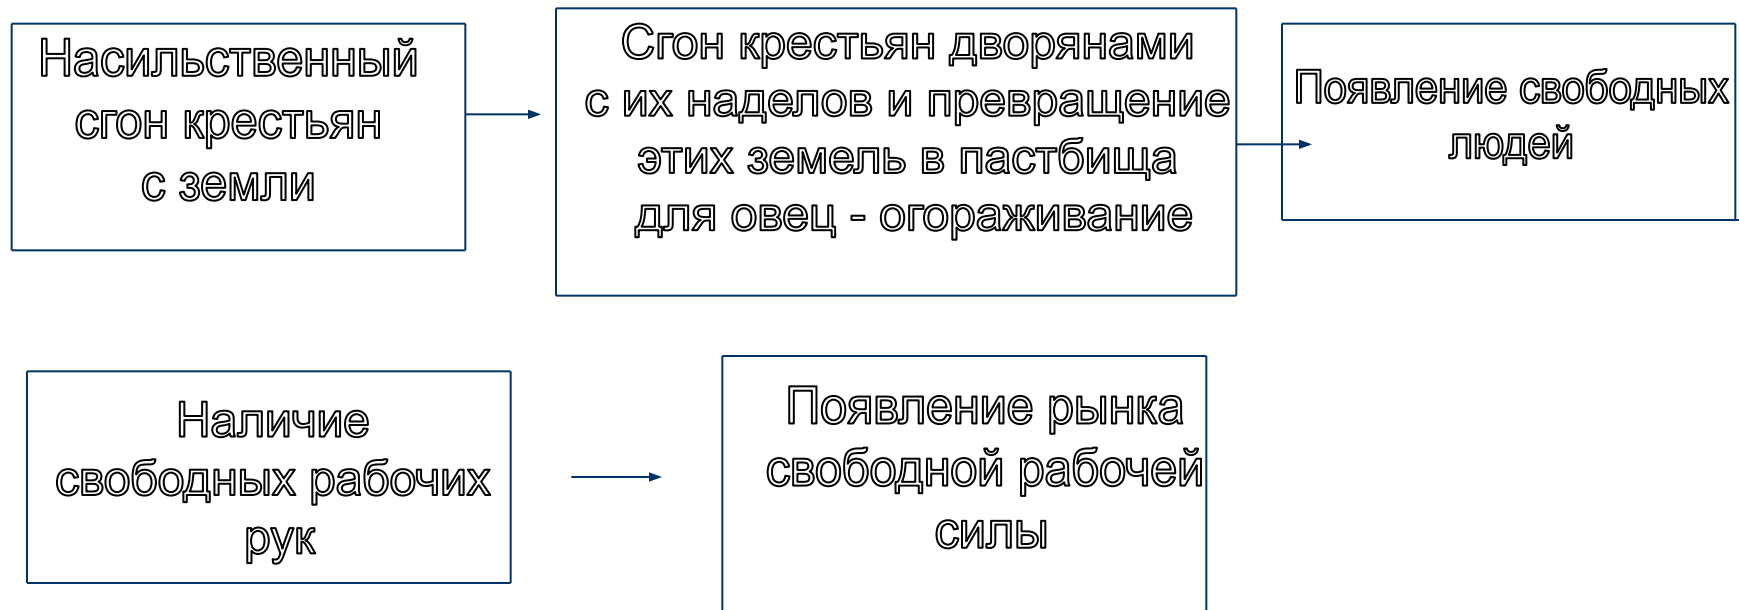 Насильственный
сгон крестьян
с земли
Сгон крестьян дворянами
с их наделов и превращение
этих земель в пастбища
для овец - огораживание
Появление свободных
людей
Наличие
свободных рабочих
рук
Появление рынка
свободной рабочей
силы